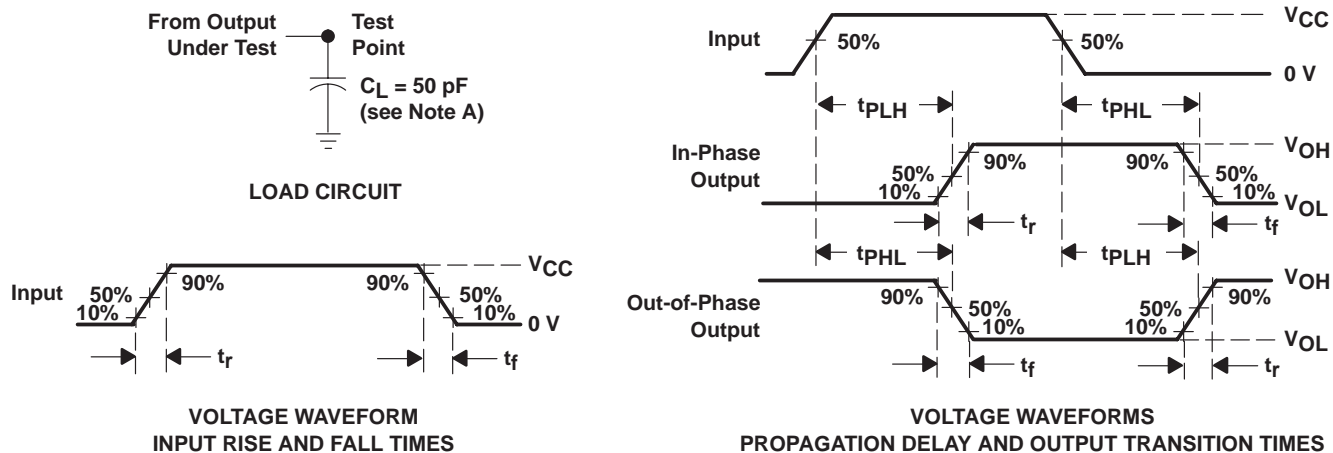 From Output
Under Test
Test
Point
CL = 50 pF
(see Note A)
LOAD CIRCUIT
Input
50%
10%
90%
90%
50%
10%
VCC
0 V
tr
tf
VOLTAGE WAVEFORM
INPUT RISE AND FALL TIMES
Input
50%
50%
VCC
0 V
tPLH
tPHL
In-Phase
Output
50%
10%
90%
90%
50%
10%
VOH
VOL
tr
tf
tPHL
tPLH
Out-of-Phase
Output
90%
50%
10%
50%
10%
90%
VOH
VOL
tf
tr
VOLTAGE WAVEFORMS
PROPAGATION DELAY AND OUTPUT TRANSITION TIMES